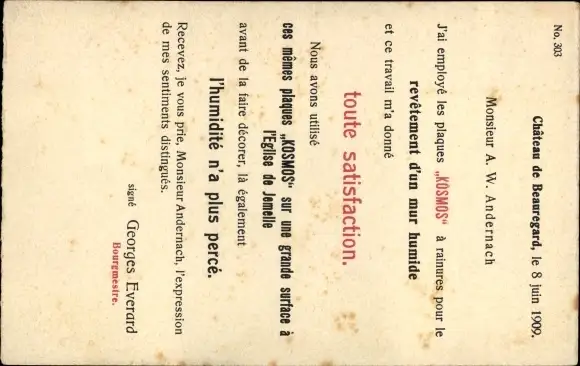 No. 303
Château de Beauregard, le 8 juin 1909.
Monsieur A. W. Andernach
J'ai employé les plaques „KOSMOS“ à rainures pour le
revêtement d'un mur humide
et ce travail m'a donné
toute satisfaction.
Nous avons utilisé
ces mêmes plaques „KOSMOS“ sur une grande surface à
l'Eglise de Jemelle
avant de la faire décorer, là également
l'humidité n'a plus percé.
Recevez, je vous prie, Monsieur Andernach, l'expression
de mes sentiments distingués.
signé Georges Everard
Bourgmestre.